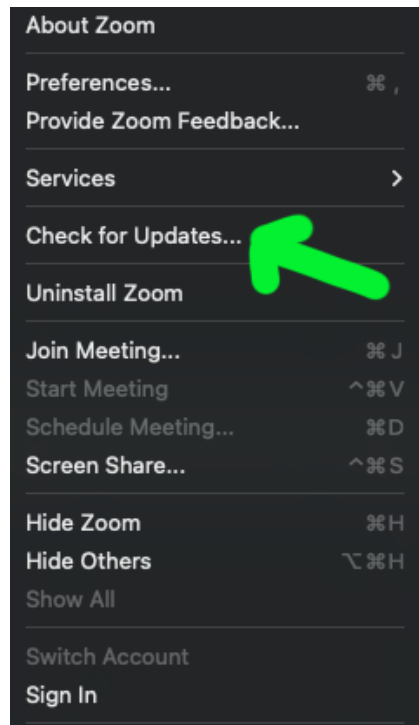 About Zoom
Preferences... ⌘ ,
Provide Zoom Feedback...
Services >
Check for Updates...
Uninstall Zoom
Join Meeting... ⌘ J
Start Meeting ^⌘V
Schedule Meeting... ⌘D
Screen Share... ^⌘S
Hide Zoom ⌘H
Hide Others ⌥⌘H
Show All
Switch Account
Sign In